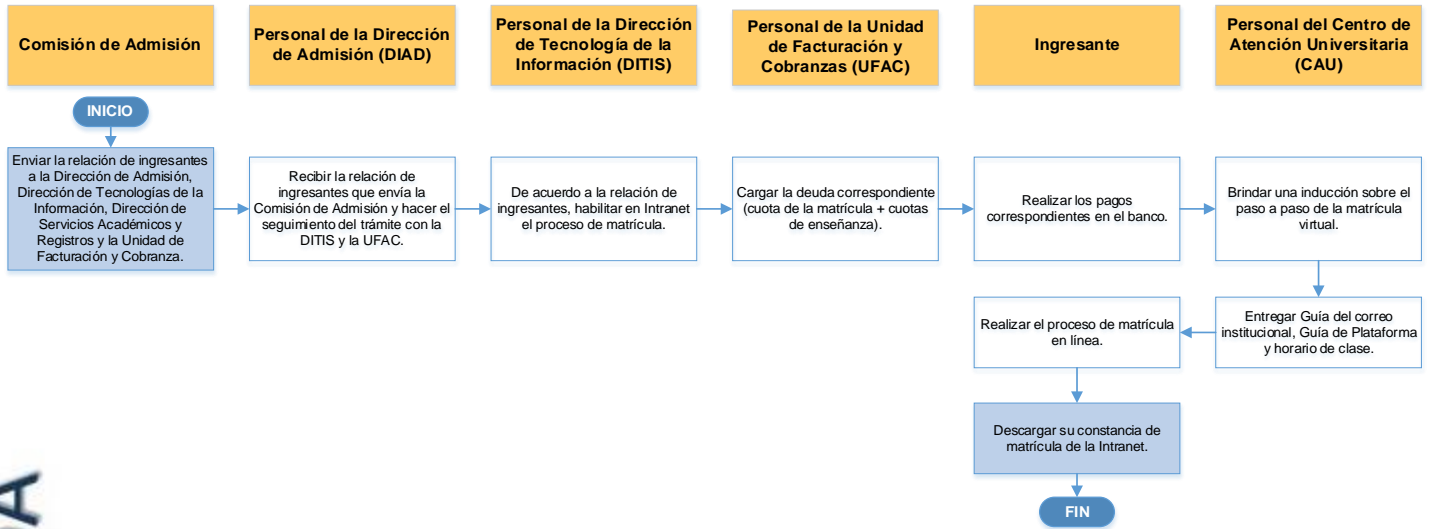 Comisión de Admisión
Personal de la Dirección
de Admisión (DIAD)
Personal de la Dirección
de Tecnología de la
Información (DITIS)
Personal de la Unidad
de Facturación y
Cobranzas (UFAC)
Ingresante
Personal del Centro de
Atención Universitaria
(CAU)
INICIO
Enviar la relación de ingresantes
a la Dirección de Admisión,
Dirección de Tecnologías de la
Información, Dirección de
Servicios Académicos y
Registros y la Unidad de
Facturación y Cobranza.
Recibir la relación de
ingresantes que envía la
Comisión de Admisión y hacer el
seguimiento del trámite con la
DITIS y la UFAC.
De acuerdo a la relación de
ingresantes, habilitar en Intranet
el proceso de matrícula.
Cargar la deuda correspondiente
(cuota de la matrícula + cuotas
de enseñanza).
Realizar los pagos
correspondientes en el banco.
Brindar una inducción sobre el
paso a paso de la matrícula
virtual.
Entregar Guía del correo
institucional, Guía de Plataforma
y horario de clase.
Realizar el proceso de matrícula
en línea.
Descargar su constancia de
matrícula de la Intranet.
FIN